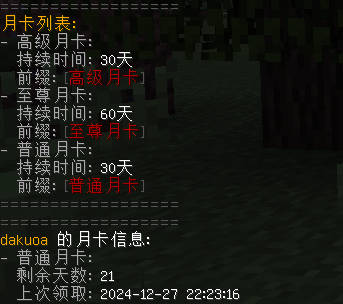 ==================
月卡列表:
- 高级月卡:
持续时间: 30天
前缀: [高级月卡]
- 至尊月卡:
持续时间: 60天
前缀: [至尊月卡]
- 普通月卡:
持续时间: 30天
前缀: [普通月卡]
==================
==================
dakuoa 的月卡信息:
- 普通月卡:
剩余天数: 21
上次领取: 2024-12-27 22:23:16